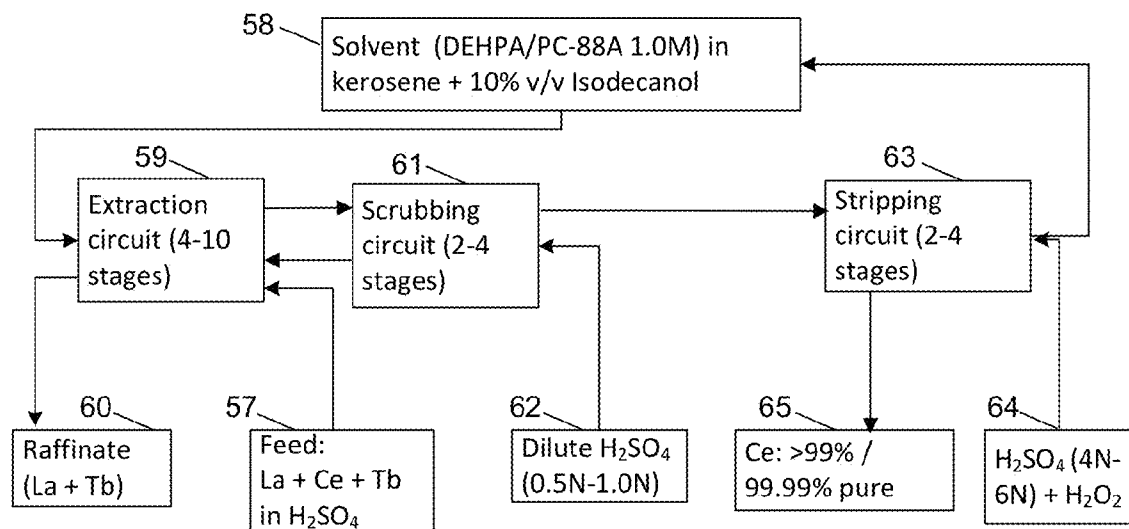 58
Solvent (DEHPA/PC-88A 1.0M) in
kerosene + 10% v/v Isodecanol
59
Extraction
circuit (4-10
stages)
61
Scrubbing
circuit (2-4
stages)
63
Stripping
circuit (2-4
stages)
60
Raffinate
(La + Tb)
57
Feed:
La + Ce + Tb
in H₂SO₄
62
Dilute H₂SO₄
(0.5N-1.0N)
65
Ce: >99% /
99.99% pure
64
H₂SO₄ (4N-
6N) + H₂O₂